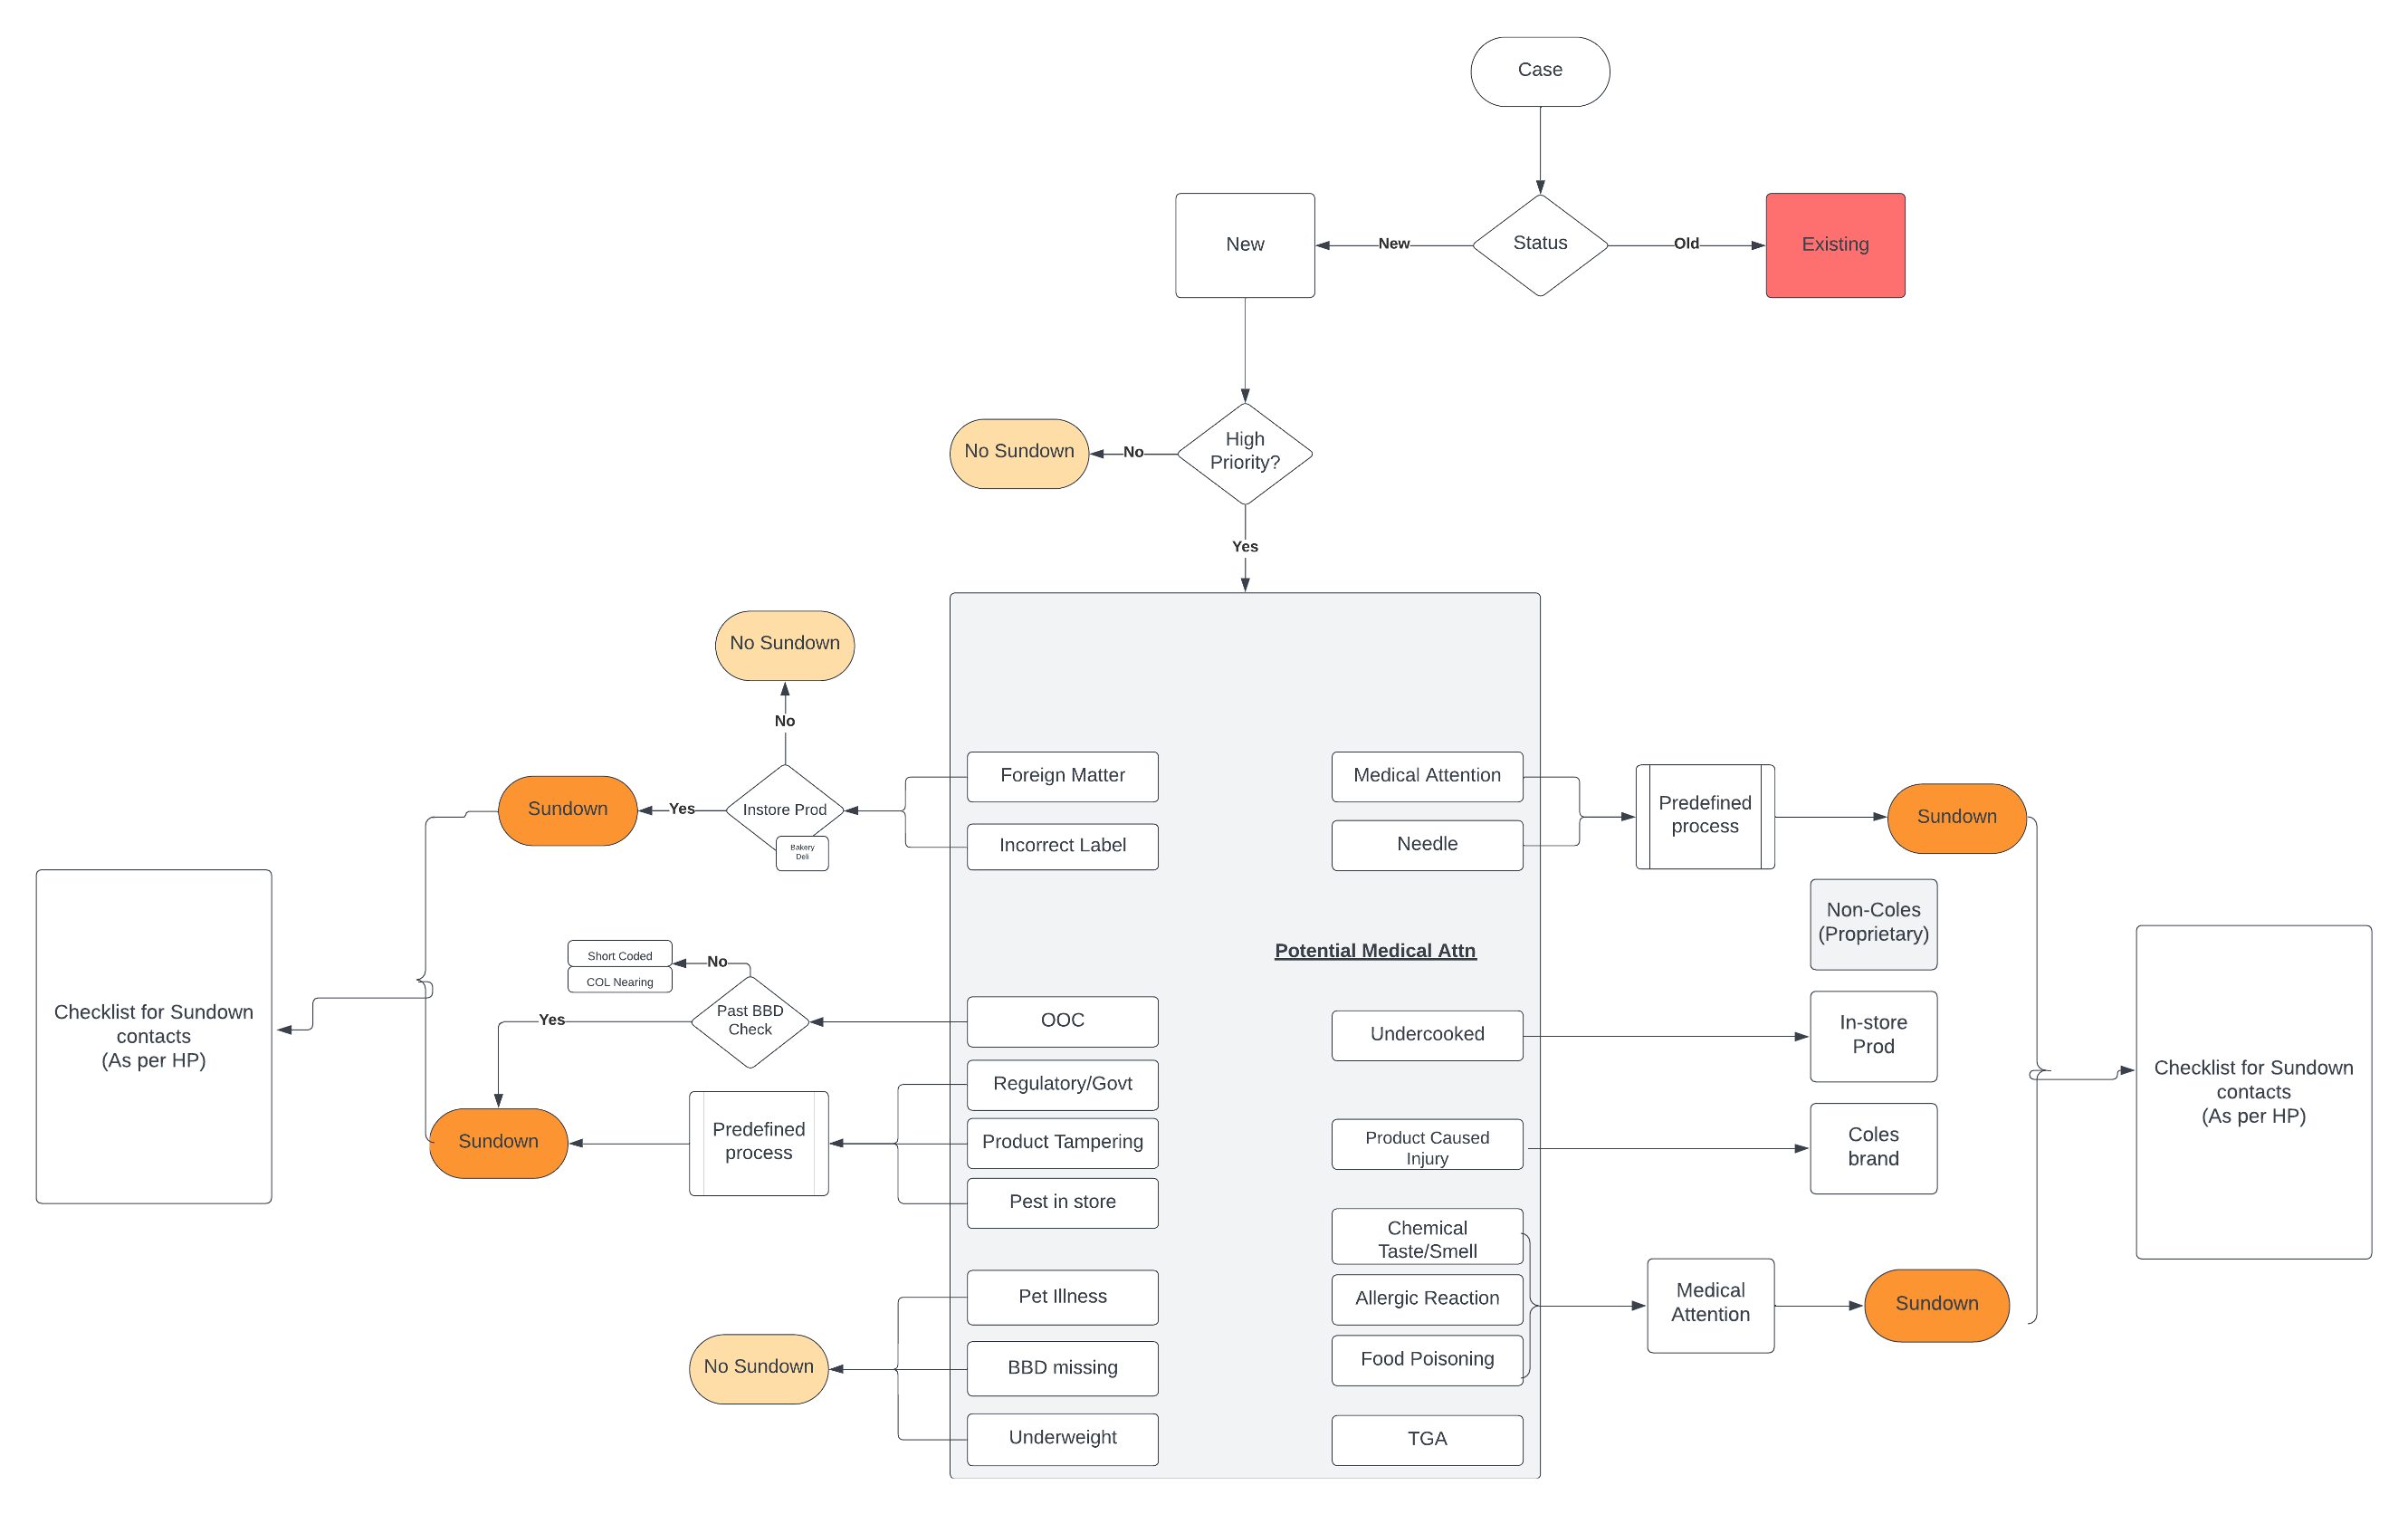 Case
New
New
Status
Old
Existing
No Sundown
No
High
Priority?
Yes
No Sundown
No
Sundown
Yes
Instore Prod
Bakery
Deli
Foreign Matter
Incorrect Label
Medical Attention
Needle
Predefined
process
Sundown
Non-Coles
(Proprietary)
Potential Medical Attn
Short Coded
COL Nearing
No
Past BBD
Check
Yes
OOC
Undercooked
In-store
Prod
Checklist for Sundown
contacts
(As per HP)
Checklist for Sundown
contacts
(As per HP)
Sundown
Predefined
process
Regulatory/Govt
Product Tampering
Pest in store
Product Caused
Injury
Coles
brand
Chemical
Taste/Smell
Allergic Reaction
Food Poisoning
Medical
Attention
Sundown
Pet Illness
BBD missing
Underweight
No Sundown
TGA